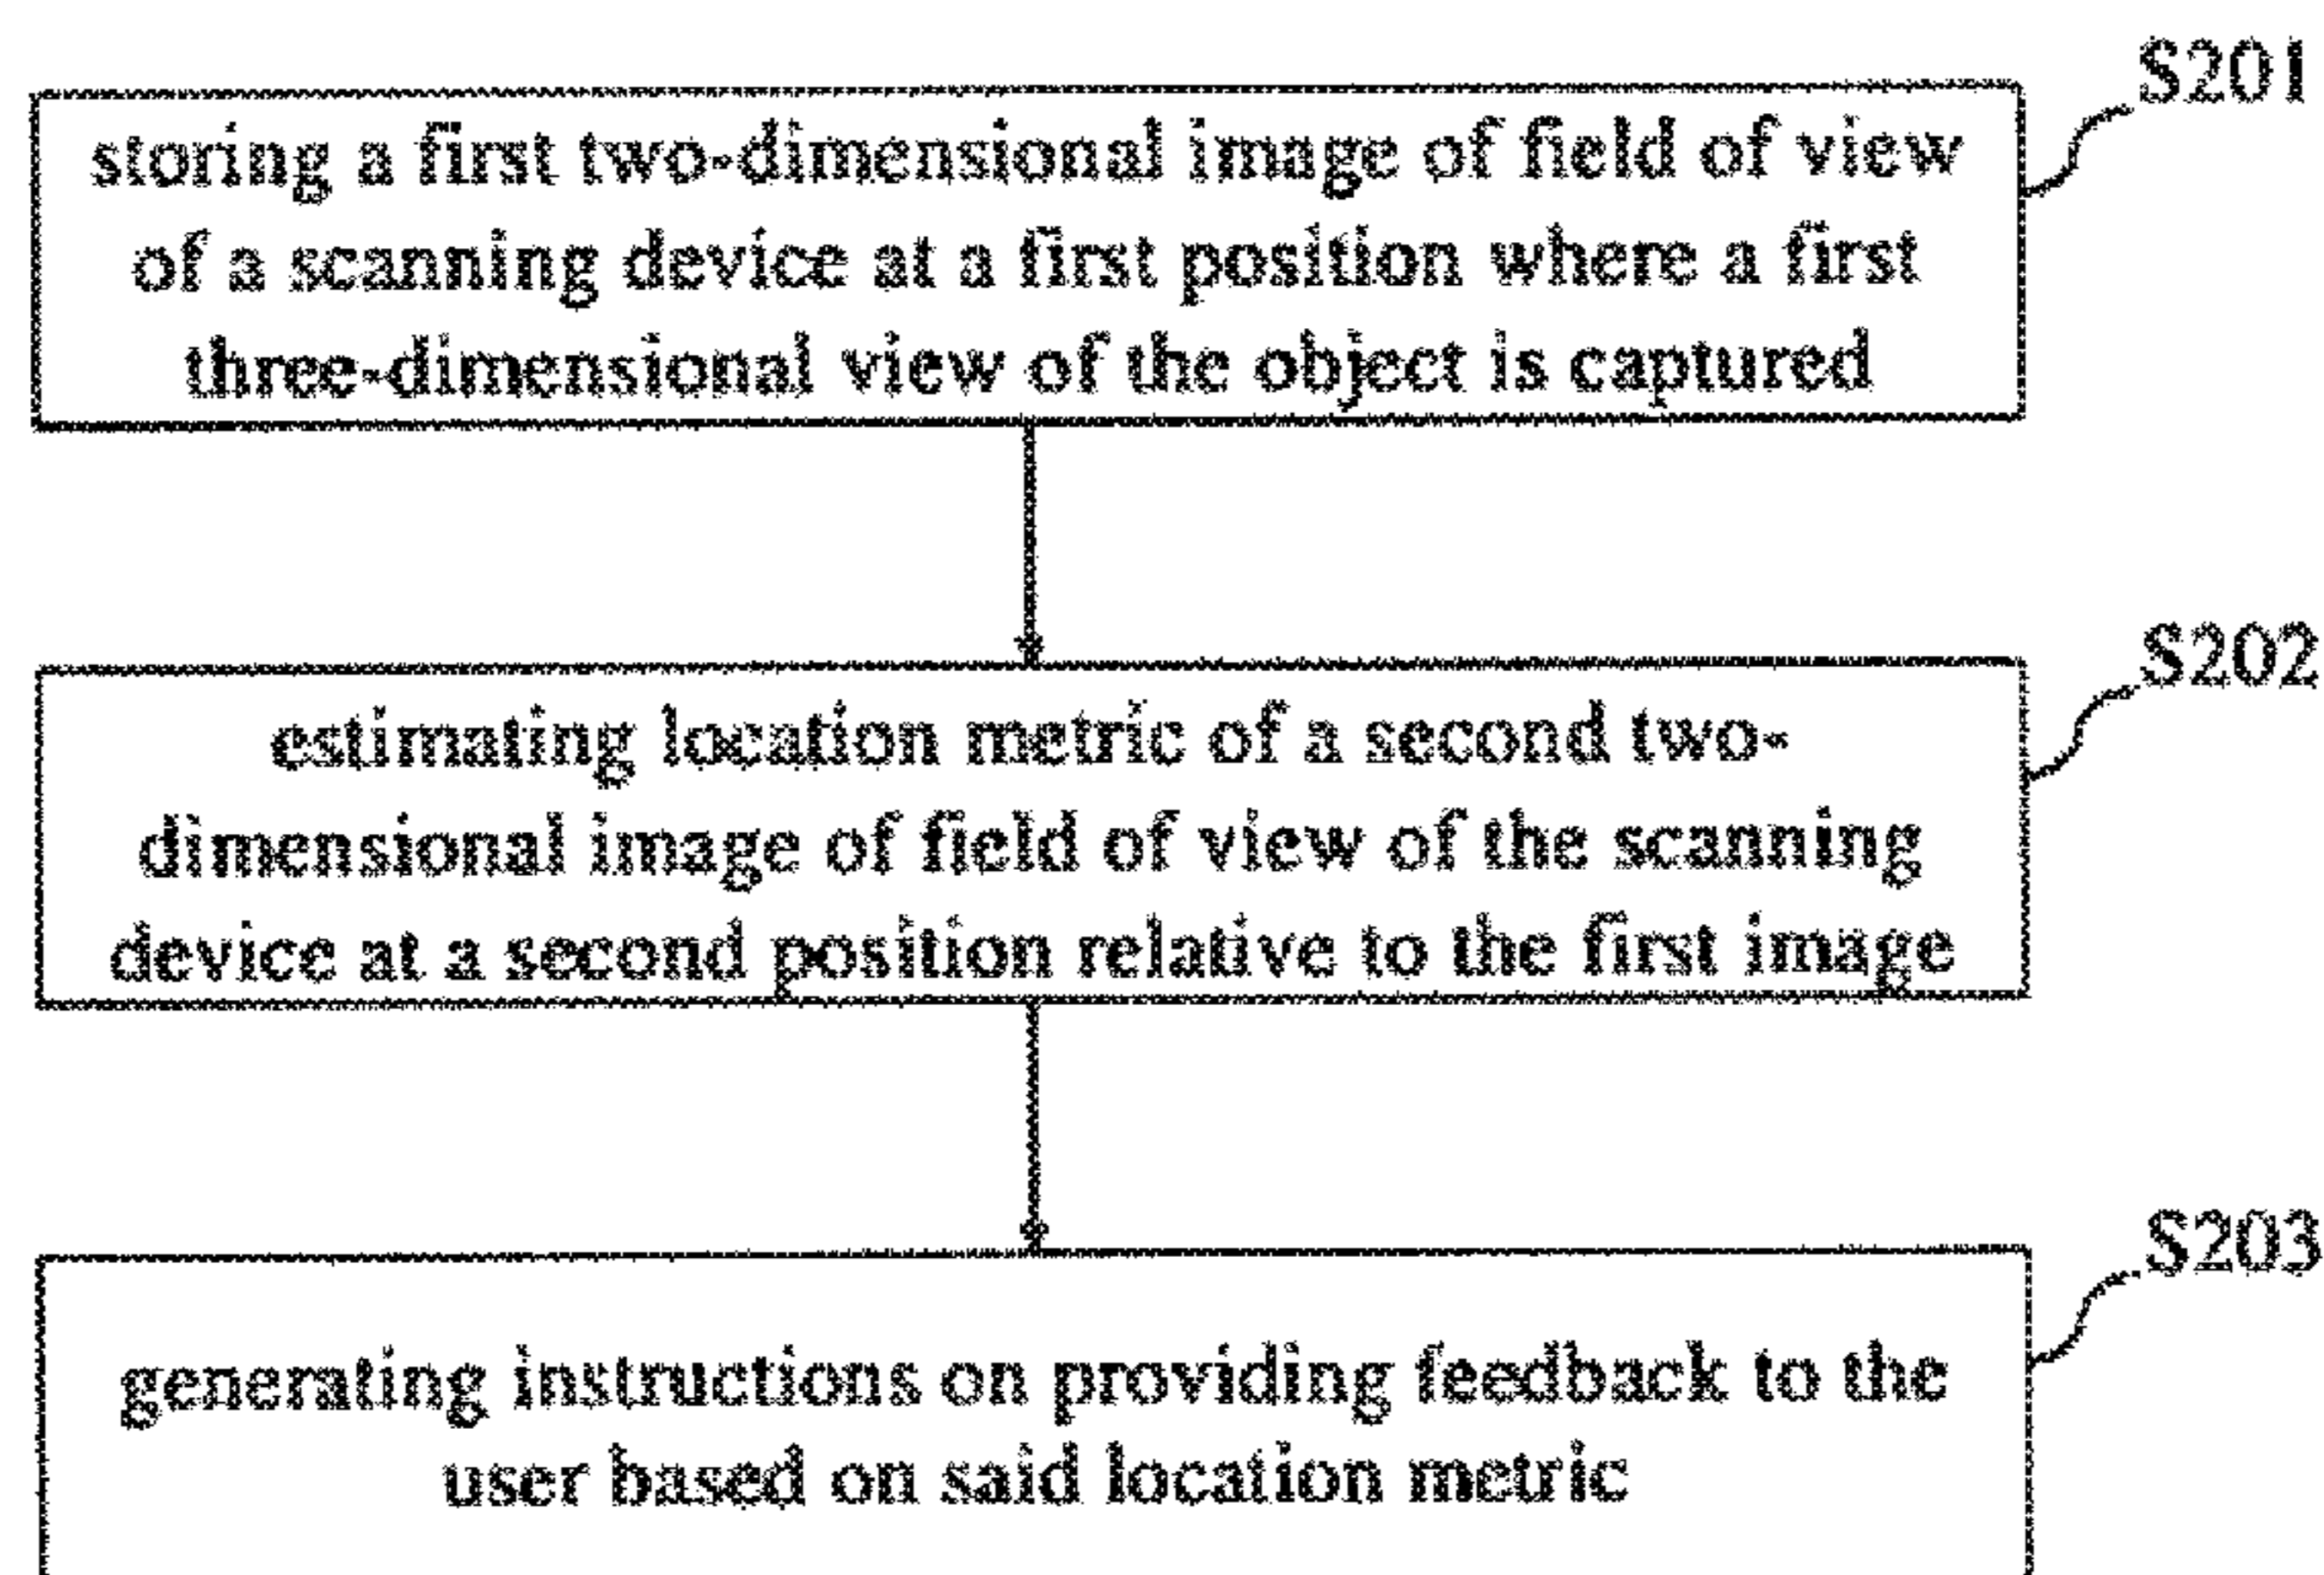 S201
storing a first two-dimensional image of field of view
of a scanning device at a first position where a first
three-dimensional view of the object is captured
S202
estimating location metric of a second two-
dimensional image of field of view of the scanning
device at a second position relative to the first image
S203
generating instructions on providing feedback to the
user based on said location metric